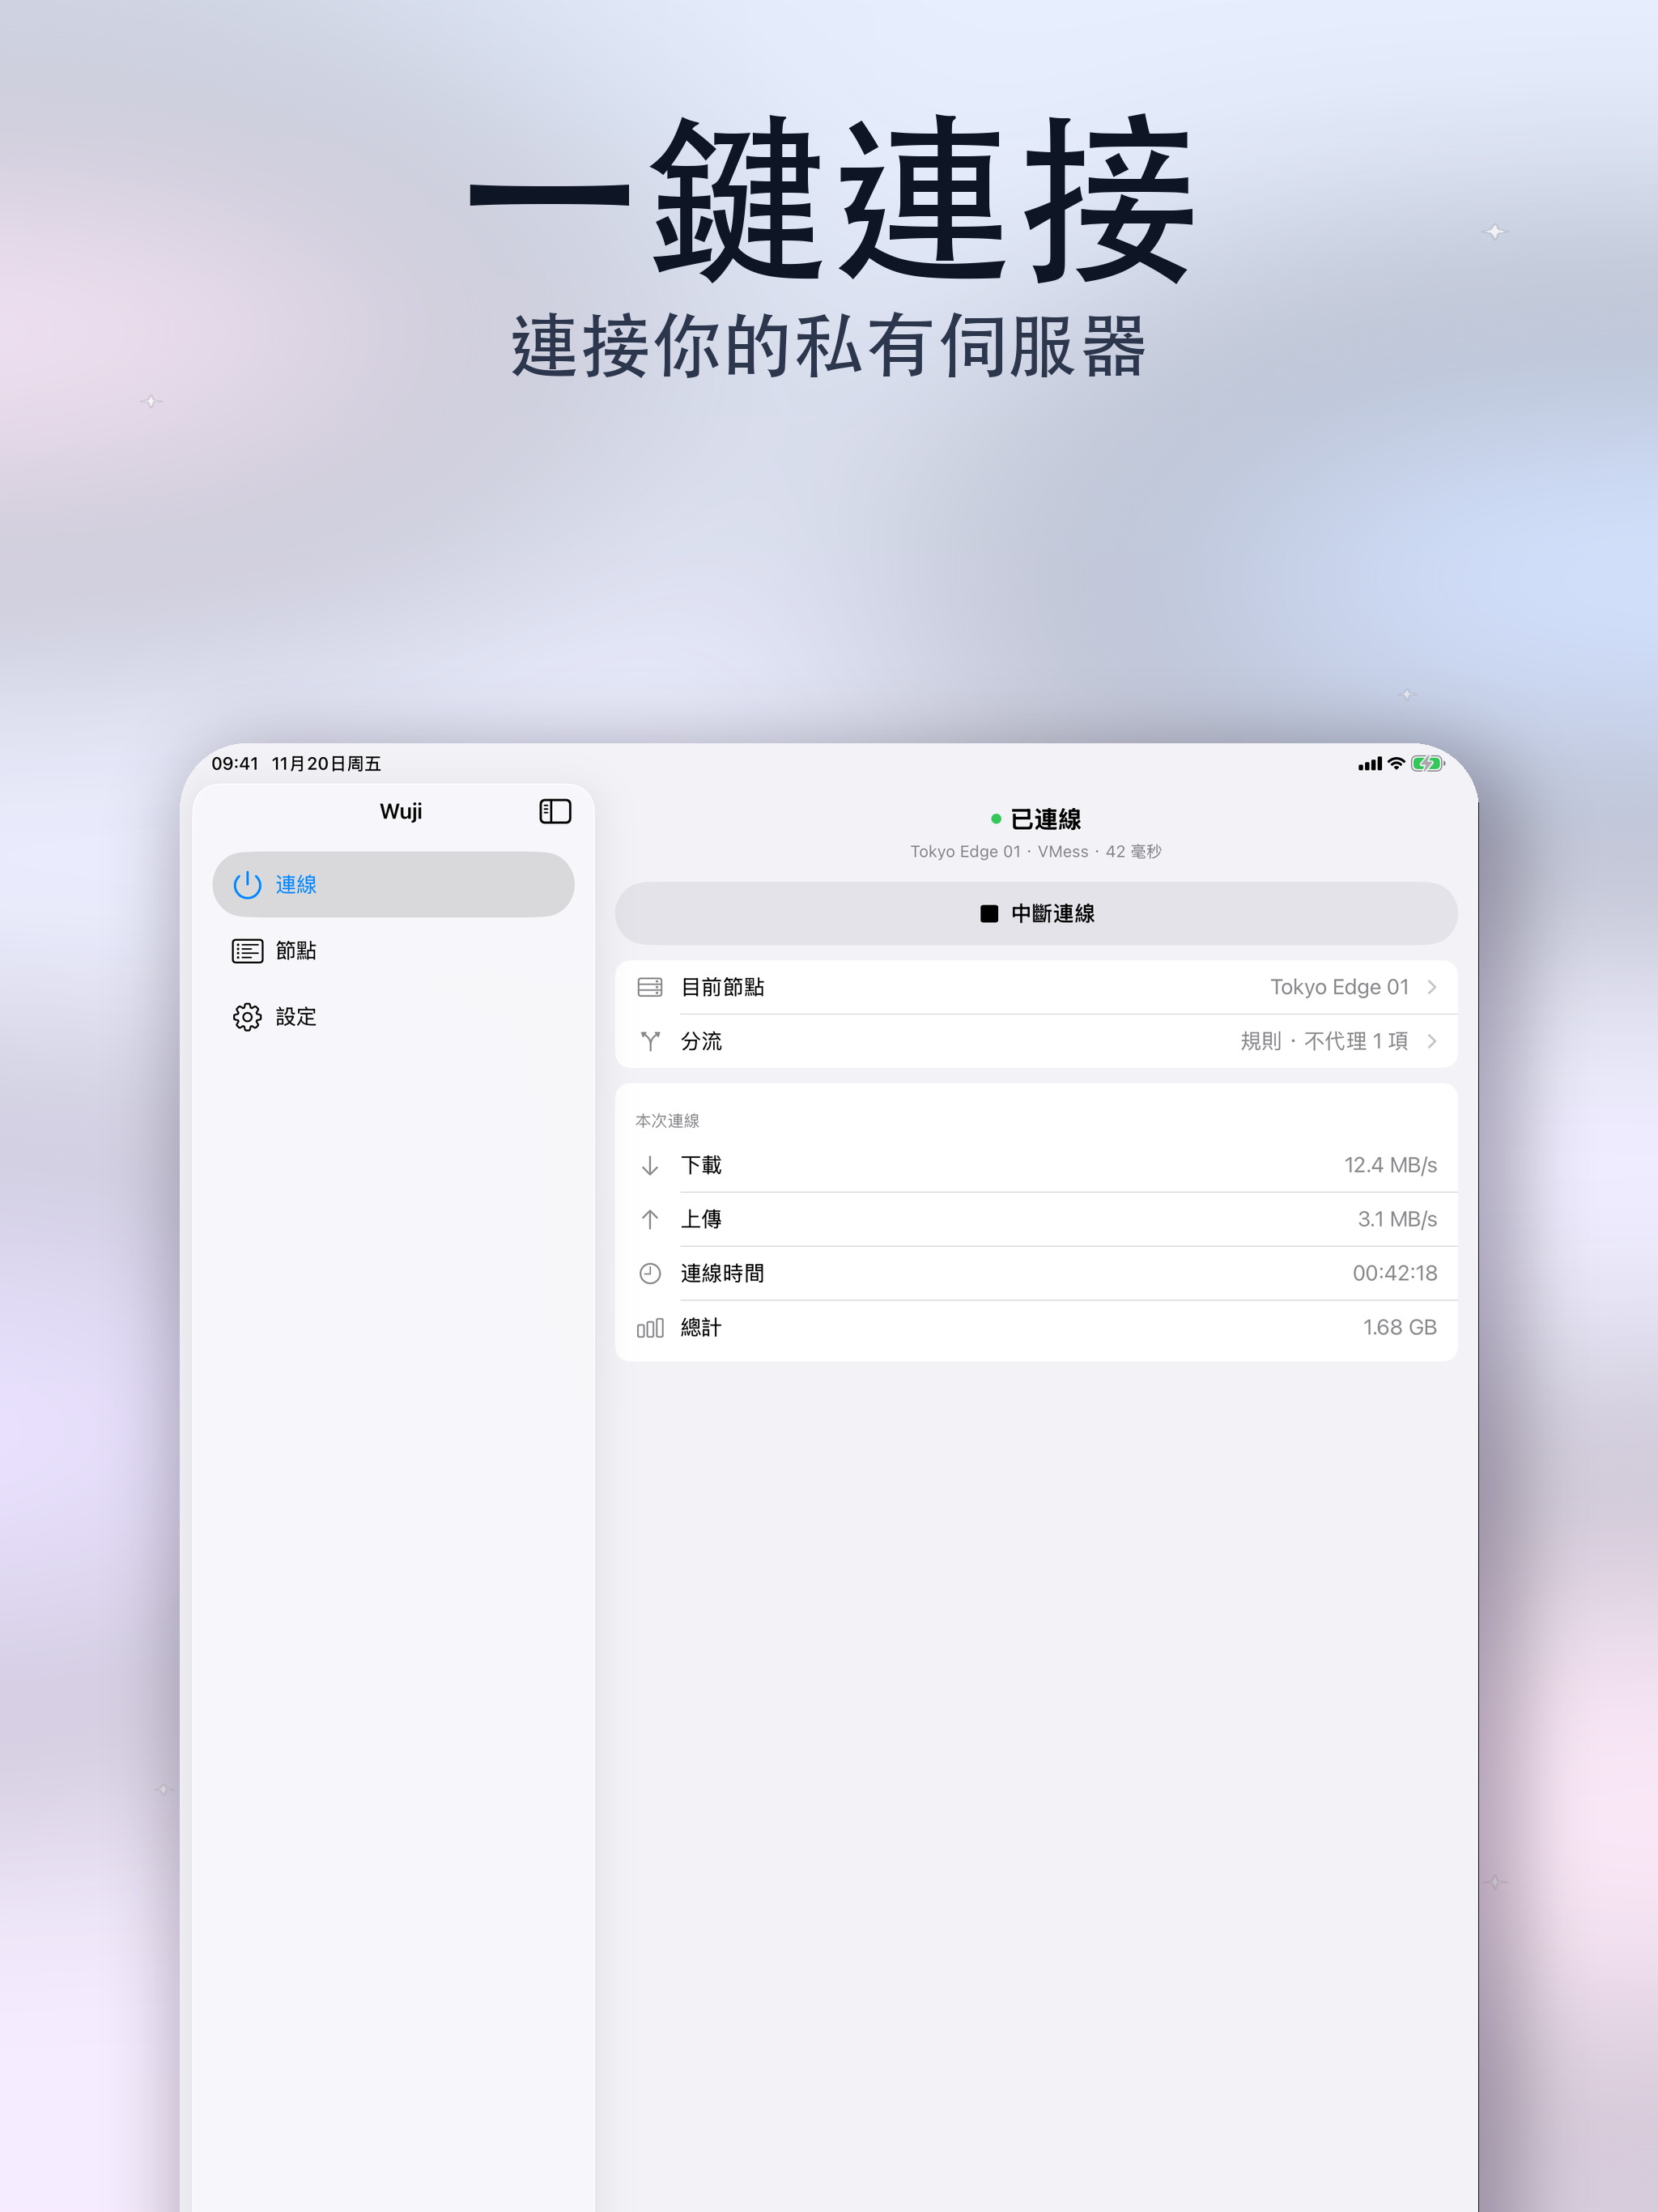 一鍵連接
連接你的私有伺服器
09:41 11月20日周五
Wuji
連線
節點
設定
已連線
Tokyo Edge 01 · VMess · 42 毫秒
中斷連線
目前節點 Tokyo Edge 01
分流 規則 · 不代理 1 項
本次連線
下載 12.4 MB/s
上傳 3.1 MB/s
連線時間 00:42:18
總計 1.68 GB